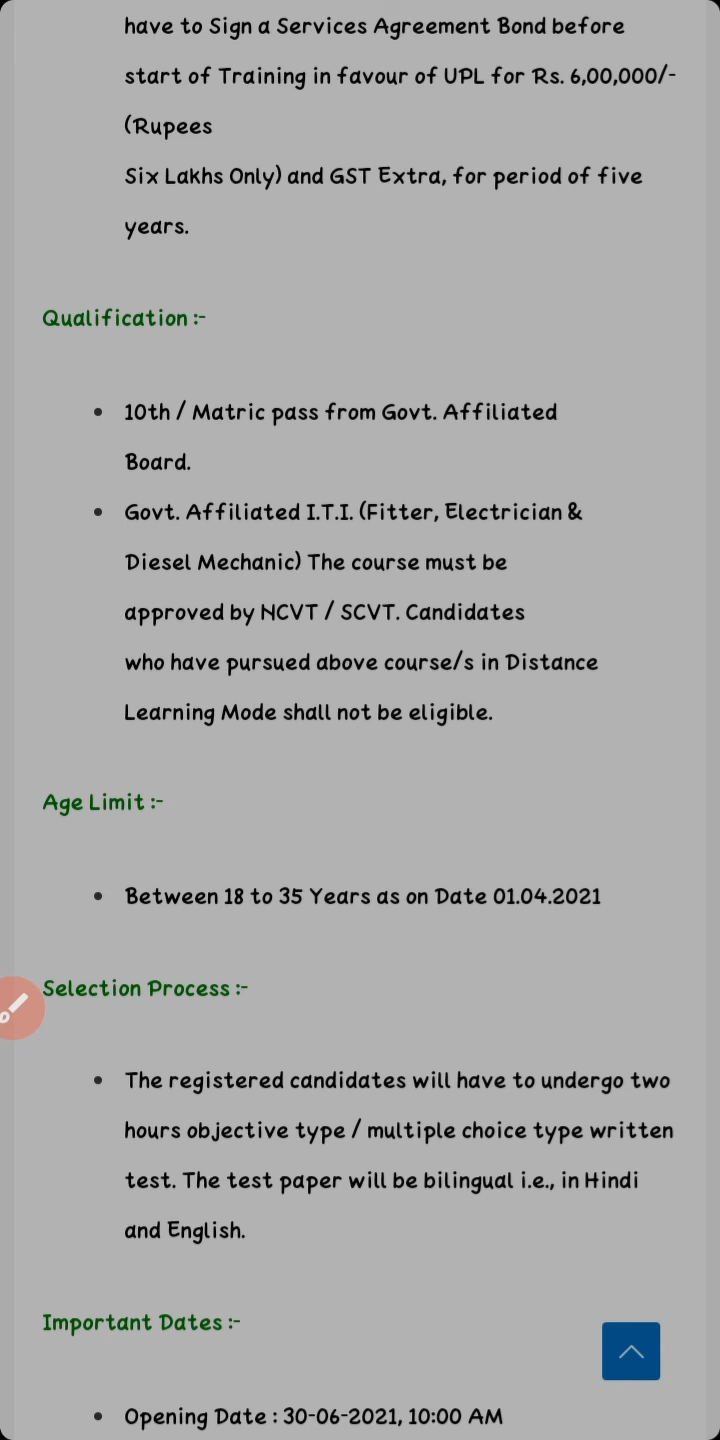 have to Sign a Services Agreement Bond before
start of Training in favour of UPL for Rs. 6,00,000/-
(Rupees
Six Lakhs Only) and GST Extra, for period of five
years.
Qualification :-
• 10th / Matric pass from Govt. Affiliated
Board.
• Govt. Affiliated I.T.I. (Fitter, Electrician &
Diesel Mechanic) The course must be
approved by NCVT / SCVT. Candidates
who have pursued above course/s in Distance
Learning Mode shall not be eligible.
Age Limit :-
• Between 18 to 35 Years as on Date 01.04.2021
Selection Process :-
• The registered candidates will have to undergo two
hours objective type / multiple choice type written
test. The test paper will be bilingual i.e., in Hindi
and English.
Important Dates :-
• Opening Date : 30-06-2021, 10:00 AM